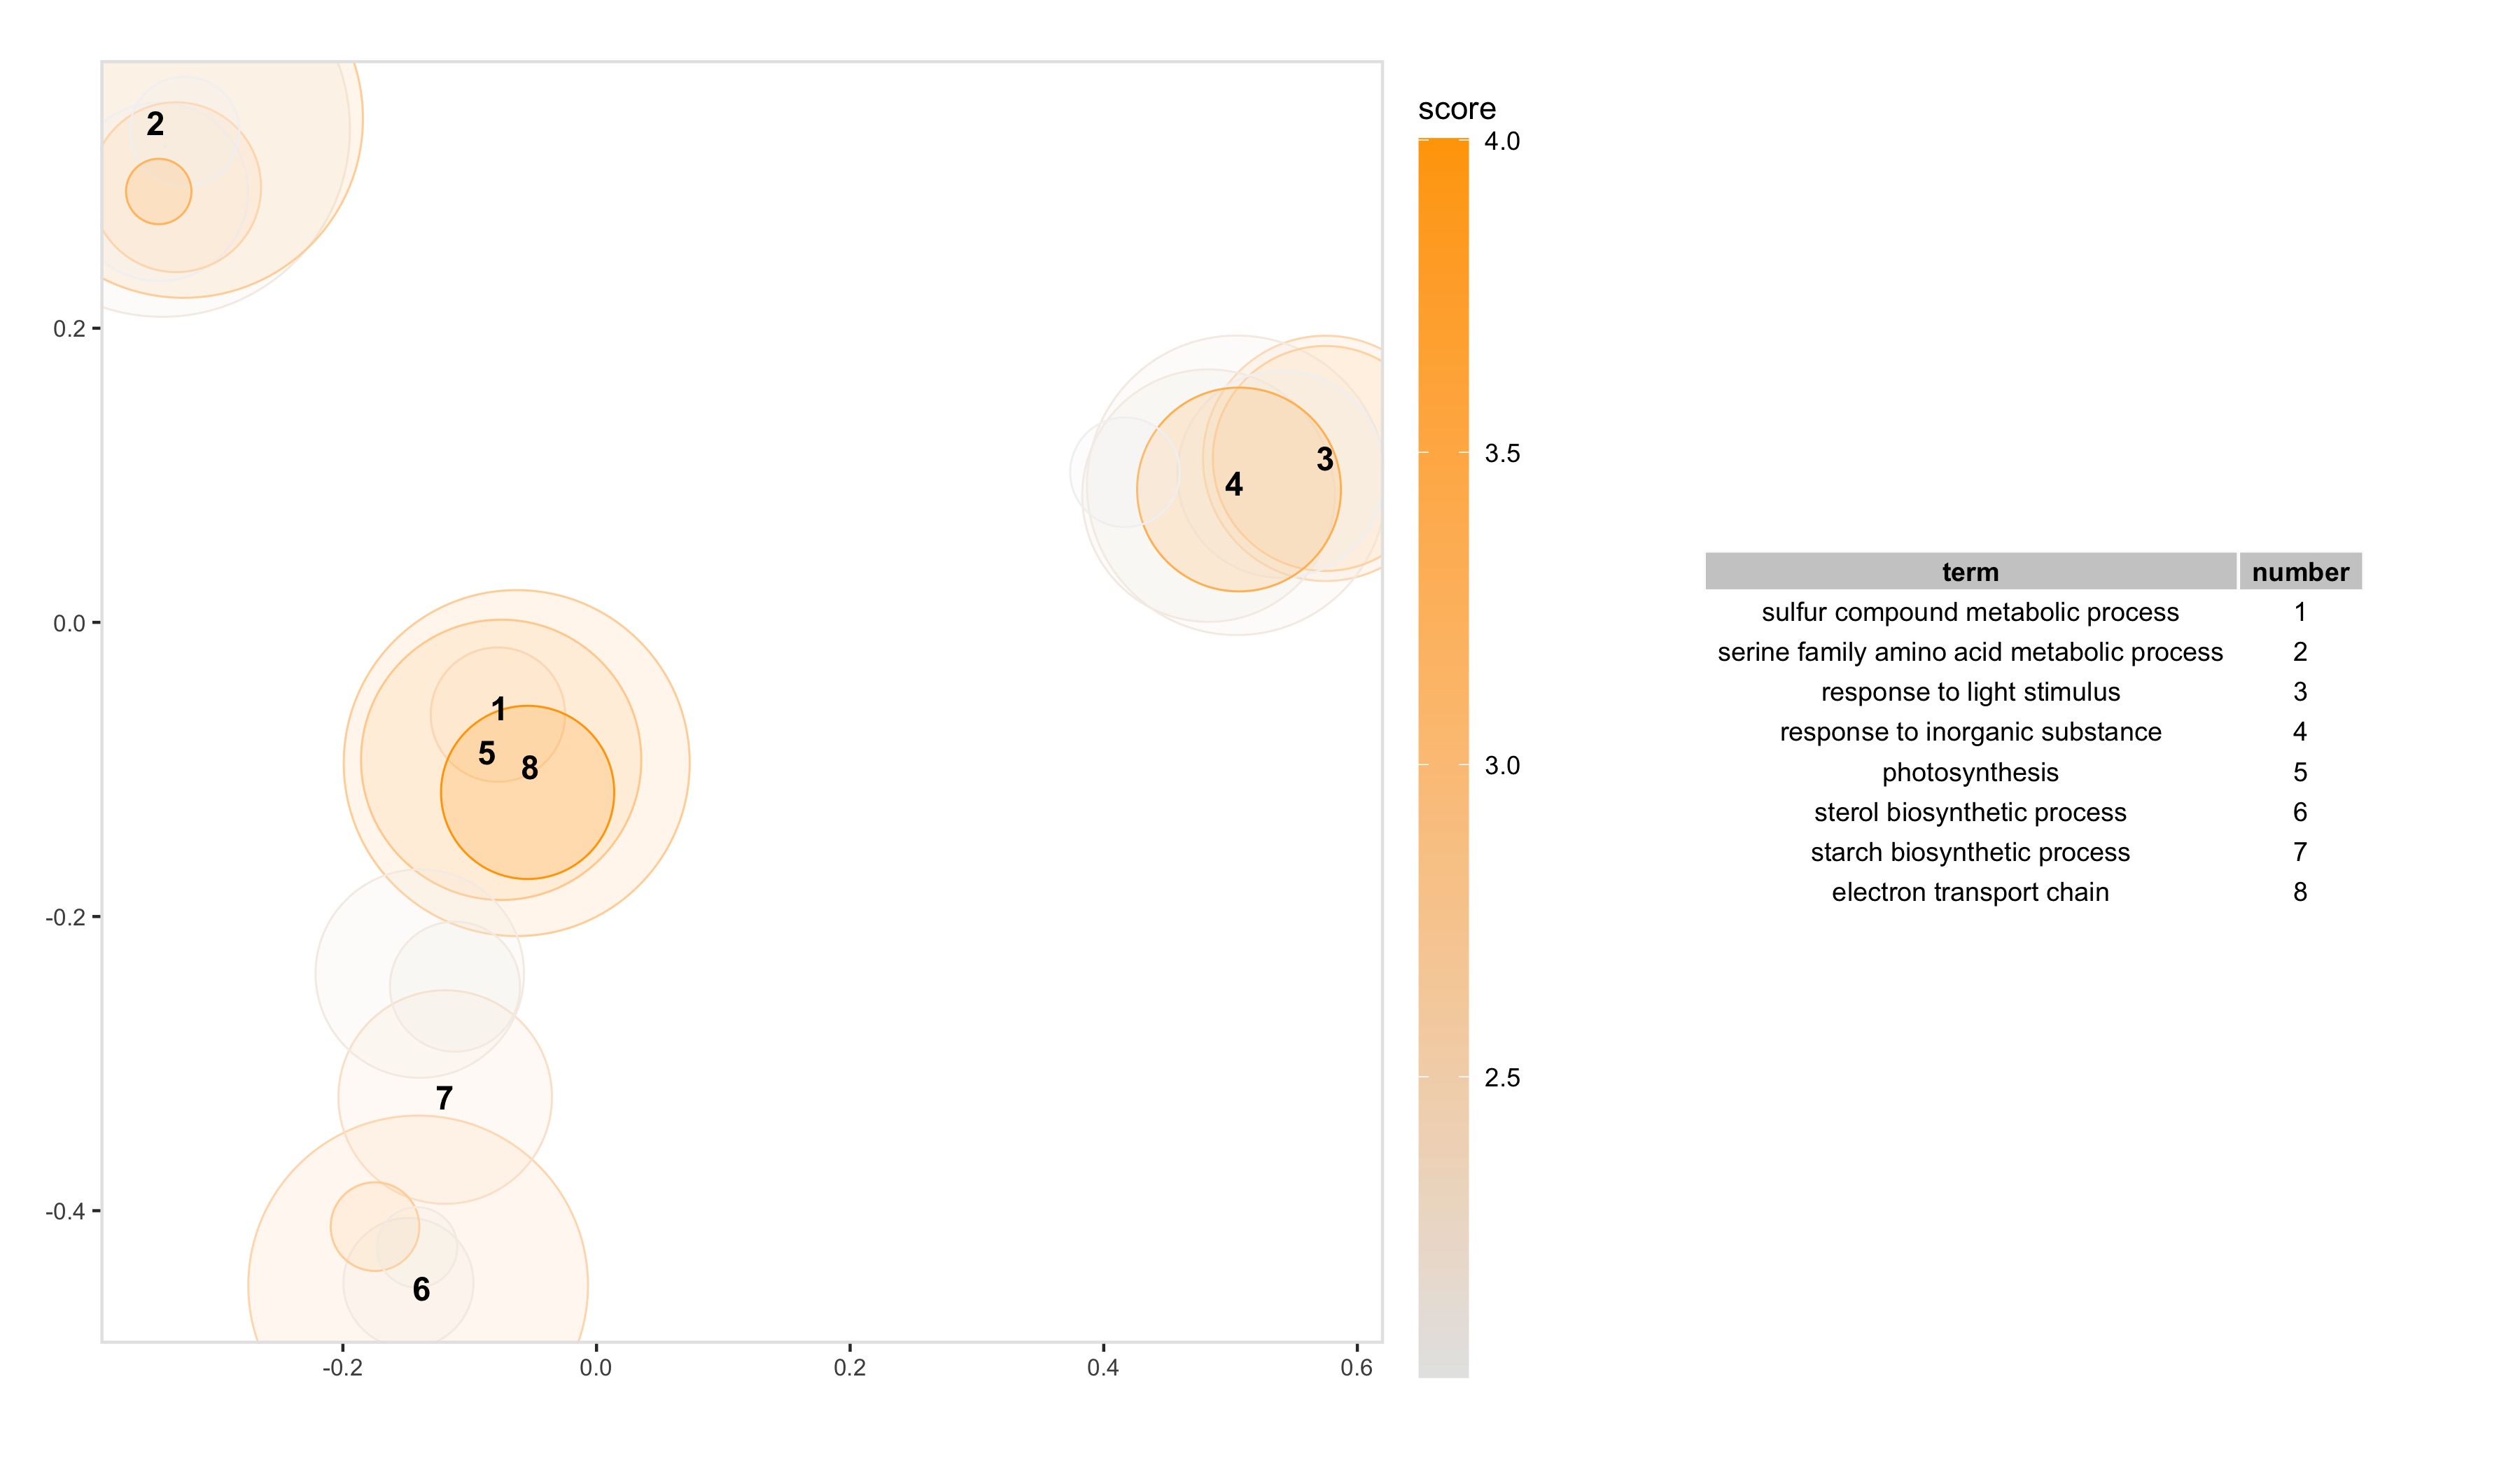 score
4.0
3.5
3.0
2.5
0.2
0.0
-0.2
-0.4
-0.2
0.0
0.2
0.4
0.6
2
3
4
1
5
8
7
6
term number
sulfur compound metabolic process 1
serine family amino acid metabolic process 2
response to light stimulus 3
response to inorganic substance 4
photosynthesis 5
sterol biosynthetic process 6
starch biosynthetic process 7
electron transport chain 8